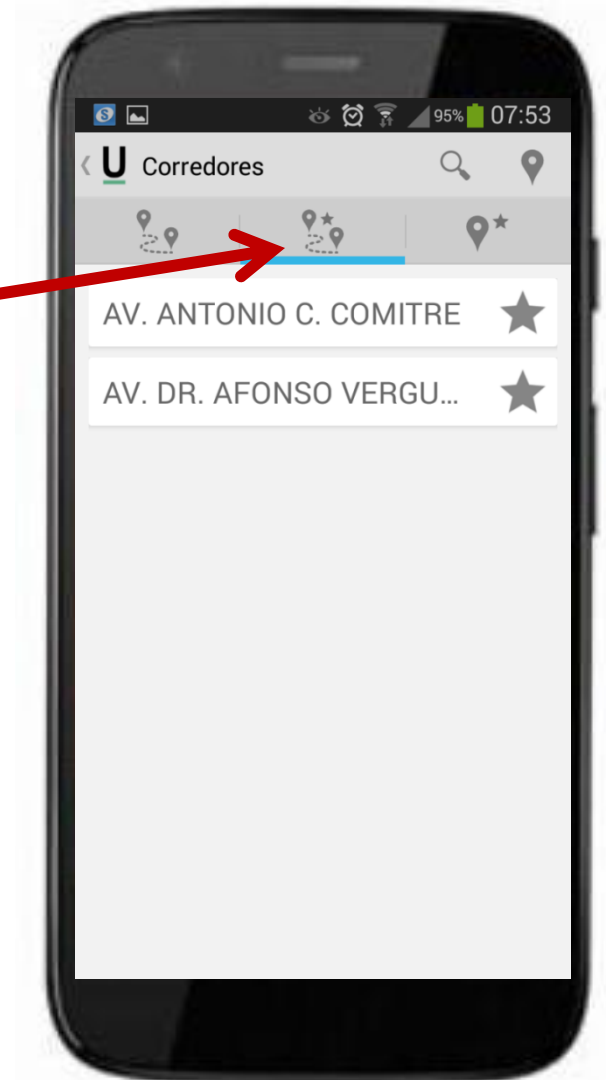 95% 07:53
U Corredores
AV. ANTONIO C. COMITRE
AV. DR. AFONSO VERGU...